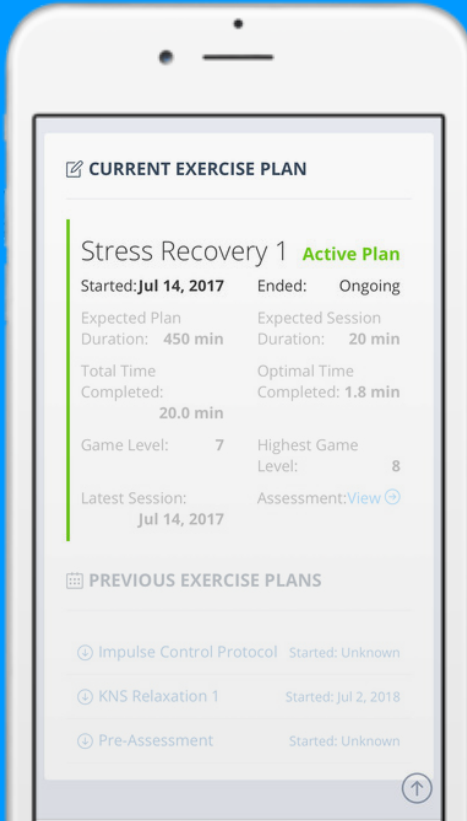 CURRENT EXERCISE PLAN
Stress Recovery 1 Active Plan
Started:Jul 14, 2017 Ended: Ongoing
Expected Plan Duration: 450 min
Expected Session Duration: 20 min
Total Time Completed: 20.0 min
Optimal Time Completed: 1.8 min
Game Level: 7
Highest Game Level: 8
Latest Session: Jul 14, 2017
Assessment:View
PREVIOUS EXERCISE PLANS
Impulse Control Protocol Started: Unknown
KNS Relaxation 1 Started: Jul 2, 2018
Pre-Assessment Started: Unknown